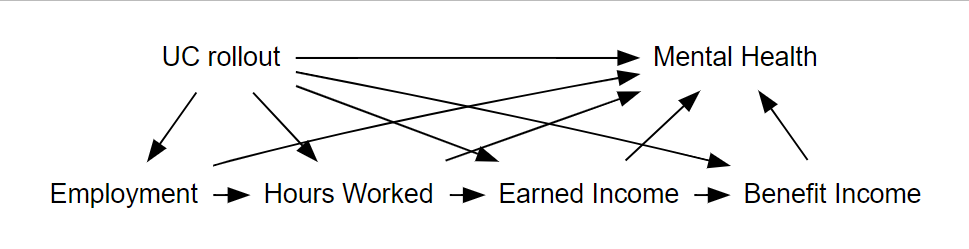 UC rollout Mental Health
Employment Hours Worked Earned Income Benefit Income